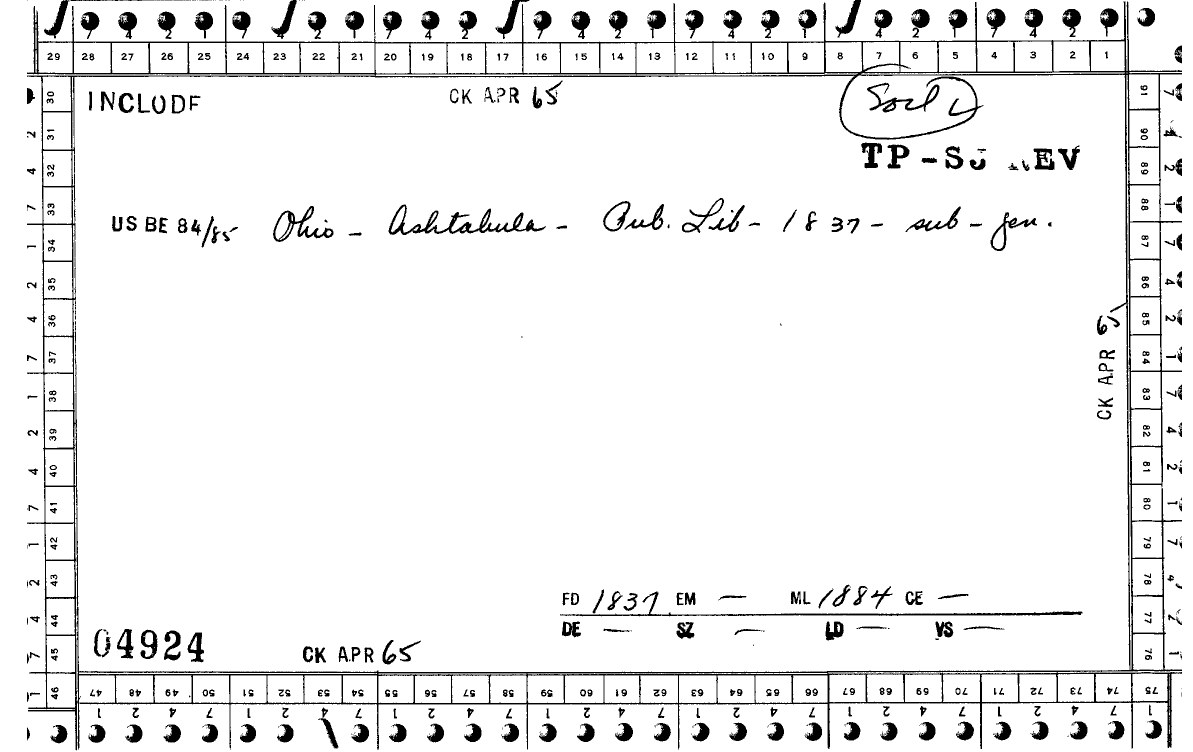 29 28 27 26 25 24 23 22 21 20 19 18 17 16 15 14 13 12 11 10 9 8 7 6 5 4 3 2 1
INCLUDE
CK APR 65
TP-S
EV
US BE 84/85 Ohio - Ashtabula - Pub. Lib - 1837 - sub - gen.
CK APR 65
FD 1837 EM — ML 1884 CE —
DE — SZ — LD — VS —
04924
CK APR 65
30 31 32 33 34 35 36 37 38 39 40 41 42 43 44 45 46
91 90 89 88 87 86 85 84 83 82 81 80 79 78 77 76 75
47 48 49 50 51 52 53 54 55 56 57 58 59 60 61 62 63 64 65 66 67 68 69 70 71 72 73 74